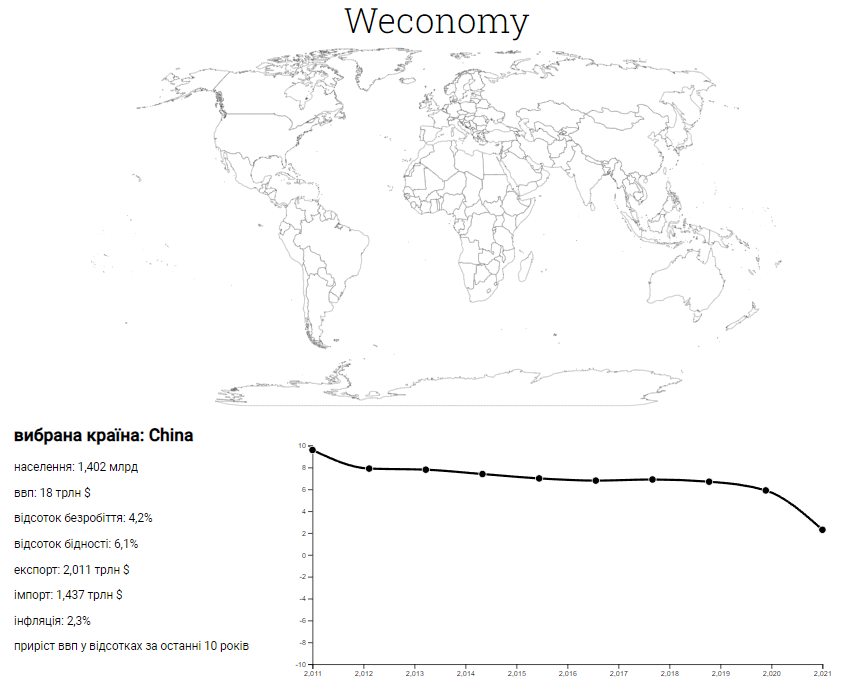 Weconomy
вибрана країна: China
населення: 1,402 млрд
ввп: 18 трлн $
відсоток безробіття: 4,2%
відсоток бідності: 6,1%
експорт: 2,011 трлн $
імпорт: 1,437 трлн $
інфляція: 2,3%
приріст ввп у відсотках за останні 10 років
10
8
6
4
2
0
-2
-4
-6
-8
-10
2,011 2,012 2,013 2,014 2,015 2,016 2,017 2,018 2,019 2,020 2,021